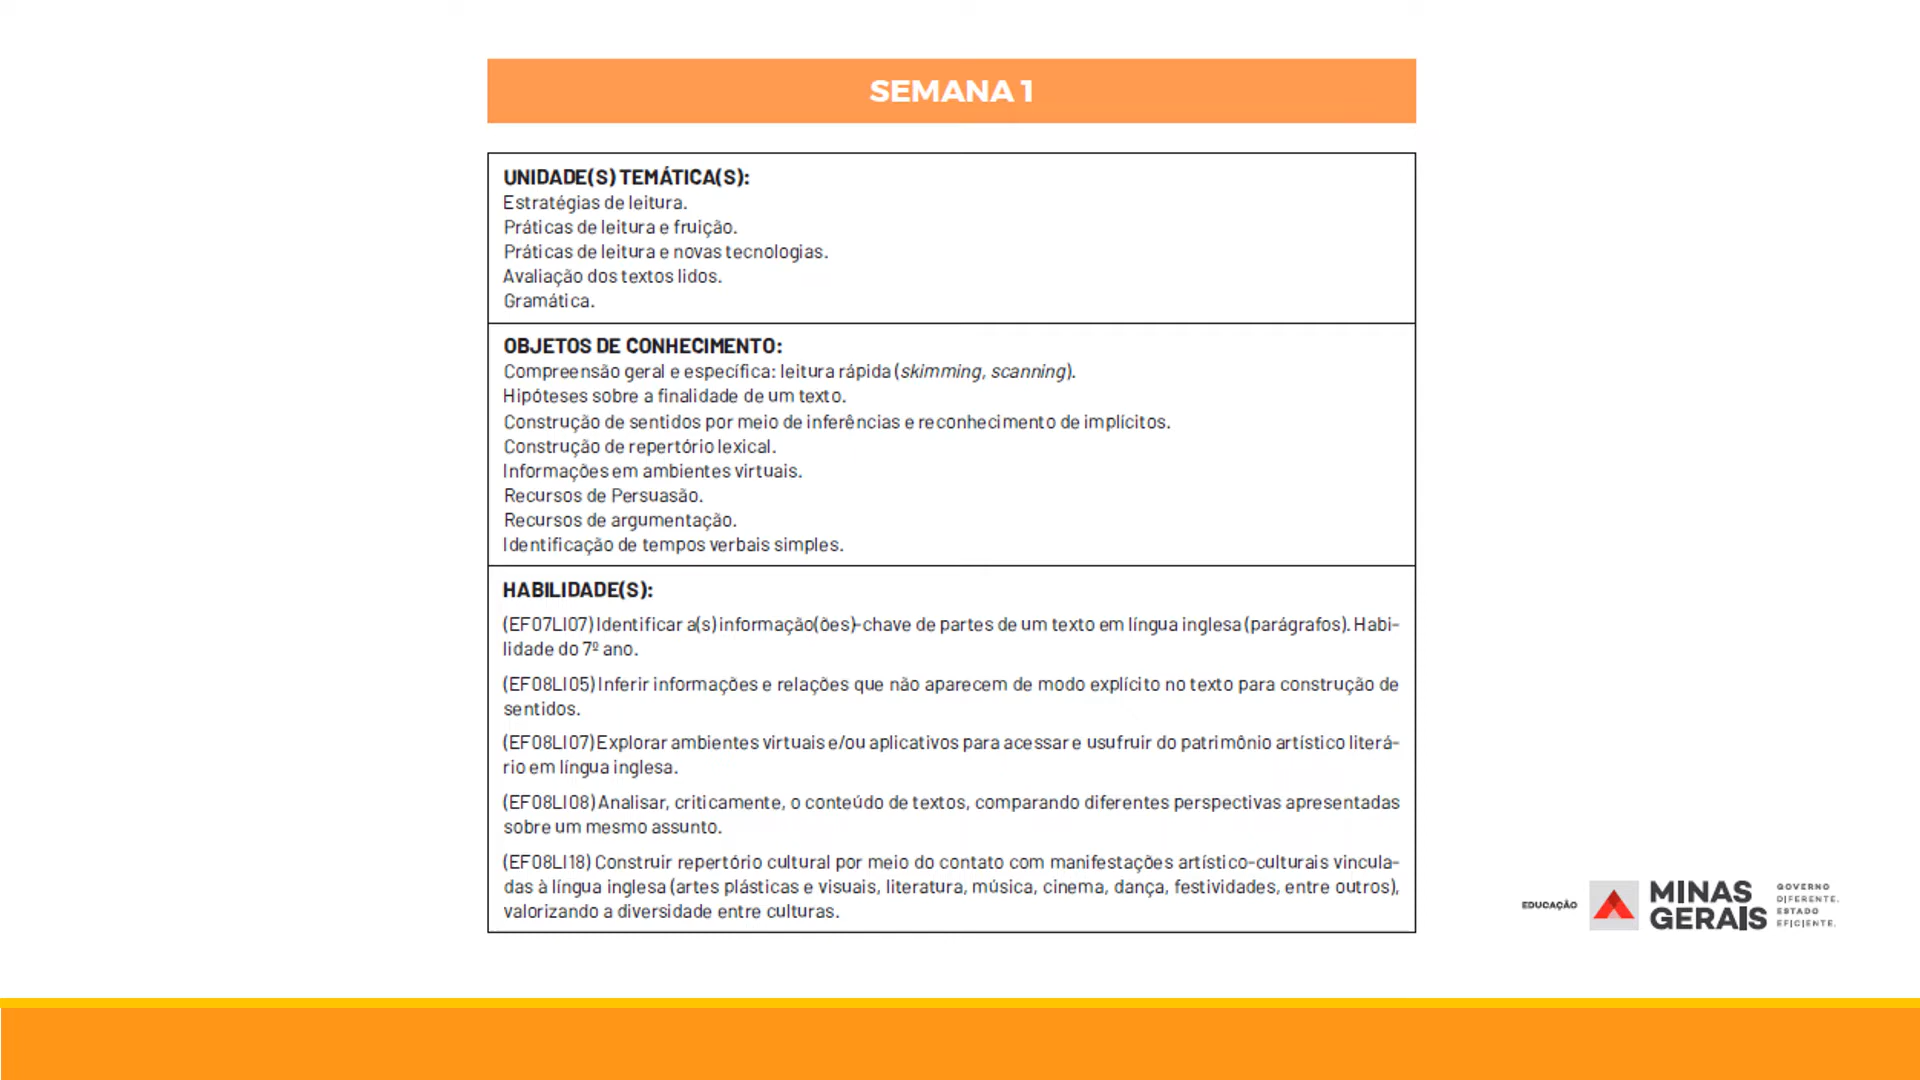 SEMANA 1
UNIDADE(S) TEMÁTICA(S):
Estratégias de leitura.
Práticas de leitura e fruição.
Práticas de leitura e novas tecnologias.
Avaliação dos textos lidos.
Gramática.
OBJETOS DE CONHECIMENTO:
Compreensão geral e específica: leitura rápida (skimming, scanning).
Hipóteses sobre a finalidade de um texto.
Construção de sentidos por meio de inferências e reconhecimento de implícitos.
Construção de repertório lexical.
Informações em ambientes virtuais.
Recursos de Persuasão.
Recursos de argumentação.
Identificação de tempos verbais simples.
HABILIDADE(S):
(EF07LI07) Identificar a(s) informação(ões)-chave de partes de um texto em língua inglesa (parágrafos). Habi-
lidade do 7º ano.
(EF08LI05) Inferir informações e relações que não aparecem de modo explícito no texto para construção de
sentidos.
(EF08LI07) Explorar ambientes virtuais e/ou aplicativos para acessar e usufruir do patrimônio artístico literá-
rio em língua inglesa.
(EF08LI08) Analisar, criticamente, o conteúdo de textos, comparando diferentes perspectivas apresentadas
sobre um mesmo assunto.
(EF08LI18) Construir repertório cultural por meio do contato com manifestações artístico-culturais vincula-
das à língua inglesa (artes plásticas e visuais, literatura, música, cinema, dança, festividades, entre outros),
valorizando a diversidade entre culturas.
EDUCAÇÃO
MINAS
GERAIS
GOVERNO
DIFERENTE.
ESTADO
EFICIENTE.